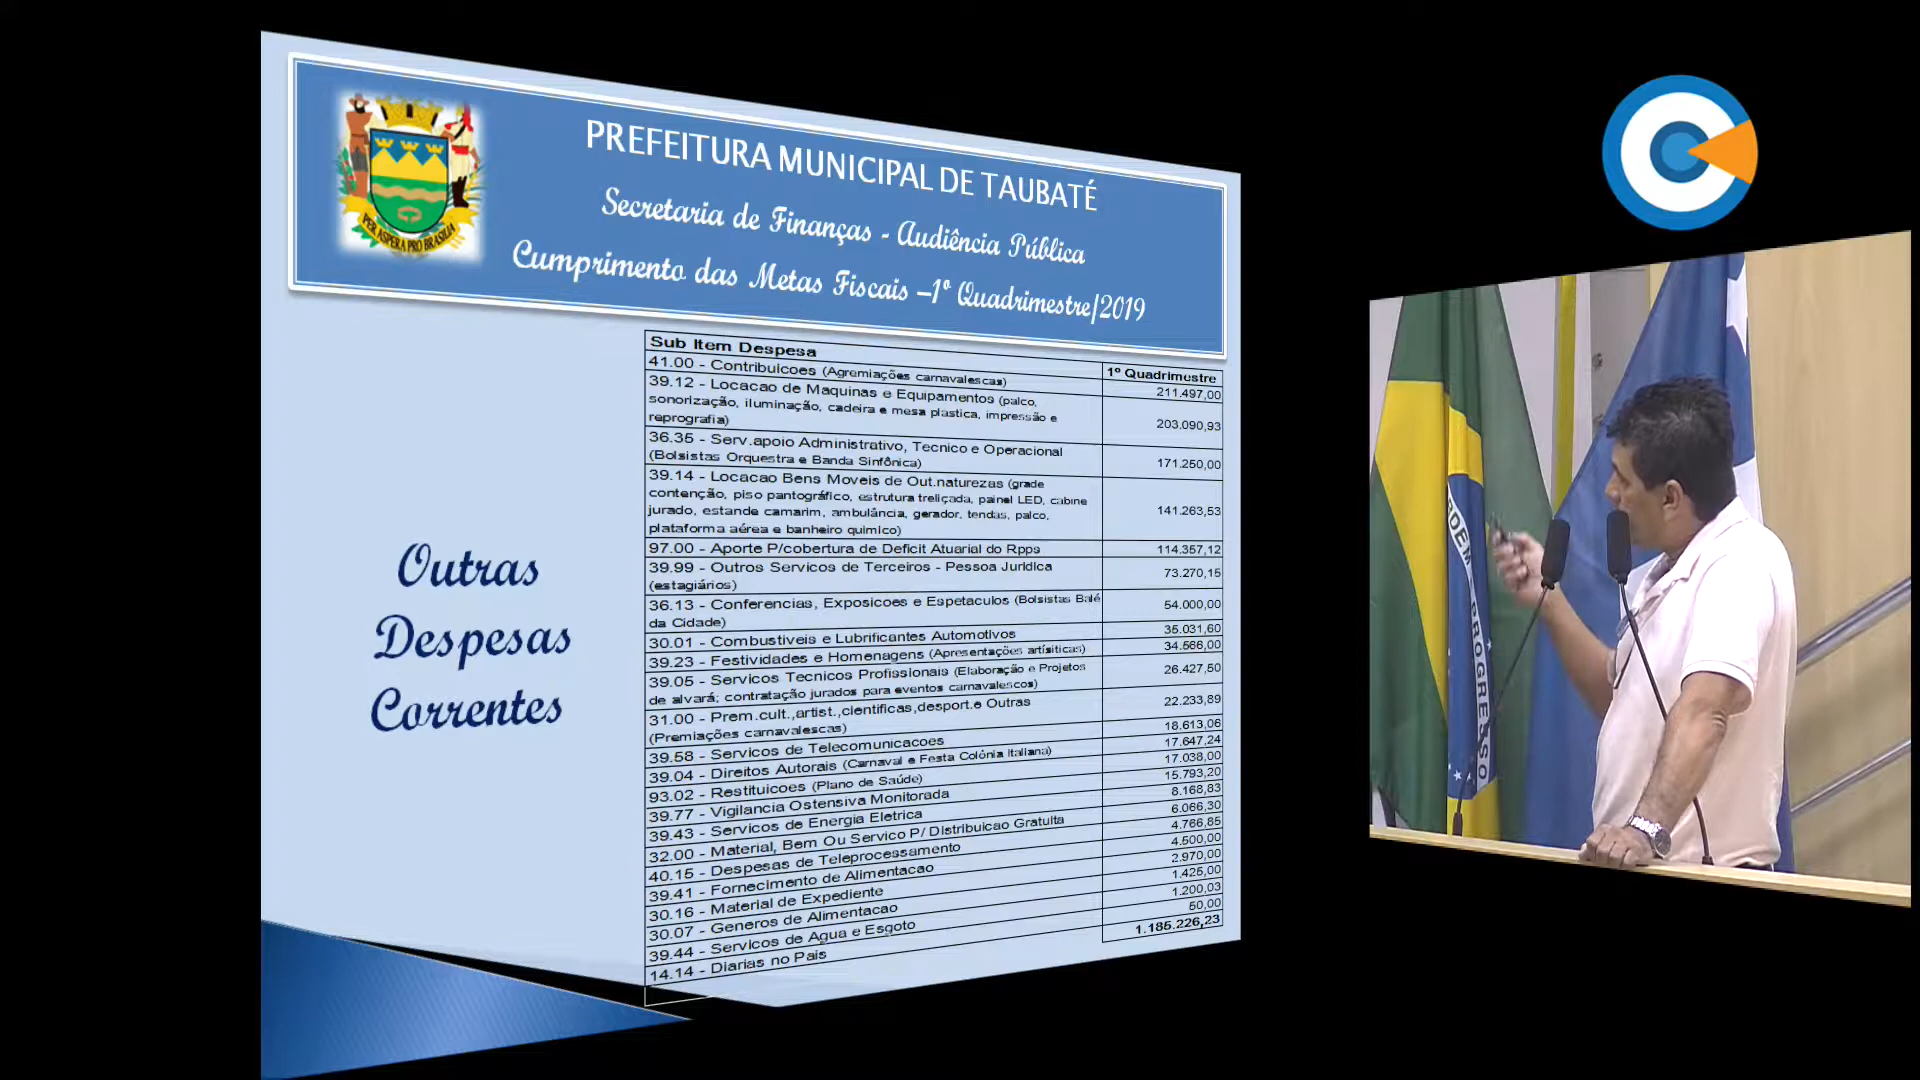 PREFEITURA MUNICIPAL DE TAUBATÉ
Secretaria de Finanças - Audiência Pública
Cumprimento das Metas Fiscais –1º Quadrimestre/2019
PER ASPERA PRO BRASILIA
Outras
Despesas
Correntes
Sub Item Despesa 1º Quadrimestre
41.00 - Contribuicoes (Agremiações carnavalescas) 211.497,00
39.12 - Locacao de Maquinas e Equipamentos (palco,
sonorização, iluminação, cadeira e mesa plastica, impressão e
reprografia) 203.090,93
36.35 - Serv.apoio Administrativo, Tecnico e Operacional
(Bolsistas Orquestra e Banda Sinfônica) 171.250,00
39.14 - Locacao Bens Moveis de Out.naturezas (grade
contenção, piso pantográfico, estrutura treliçada, painel LED, cabine
jurado, estande camarim, ambulância, gerador, tendas, palco,
plataforma aérea e banheiro quimico) 141.263,53
97.00 - Aporte P/cobertura de Deficit Atuarial do Rpps 114.357,12
39.99 - Outros Servicos de Terceiros - Pessoa Juridica
(estagiários) 73.270,15
36.13 - Conferencias, Exposicoes e Espetaculos (Bolsistas Balé
da Cidade) 54.000,00
30.01 - Combustiveis e Lubrificantes Automotivos 35.031,60
39.23 - Festividades e Homenagens (Apresentações artísiticas) 34.566,00
39.05 - Servicos Tecnicos Profissionais (Elaboração e Projetos
de alvará; contratação jurados para eventos carnavalescos) 26.427,50
31.00 - Prem.cult.,artist.,cientificas,desport.e Outras
(Premiações carnavalescas) 22.233,89
39.58 - Servicos de Telecomunicacoes 18.613,06
39.04 - Direitos Autorais (Carnaval e Festa Colônia Italiana) 17.647,24
93.02 - Restituicoes (Plano de Saúde) 17.038,00
39.77 - Vigilancia Ostensiva Monitorada 15.793,20
39.43 - Servicos de Energia Eletrica 8.168,83
32.00 - Material, Bem Ou Servico P/ Distribuicao Gratuita 6.066,30
40.15 - Despesas de Teleprocessamento 4.766,85
39.41 - Fornecimento de Alimentacao 4.500,00
30.16 - Material de Expediente 2.970,00
30.07 - Generos de Alimentacao 1.425,00
39.44 - Servicos de Agua e Esgoto 1.200,03
14.14 - Diarias no Pais 50,00
1.185.226,23
RDEM E PROGRESSO